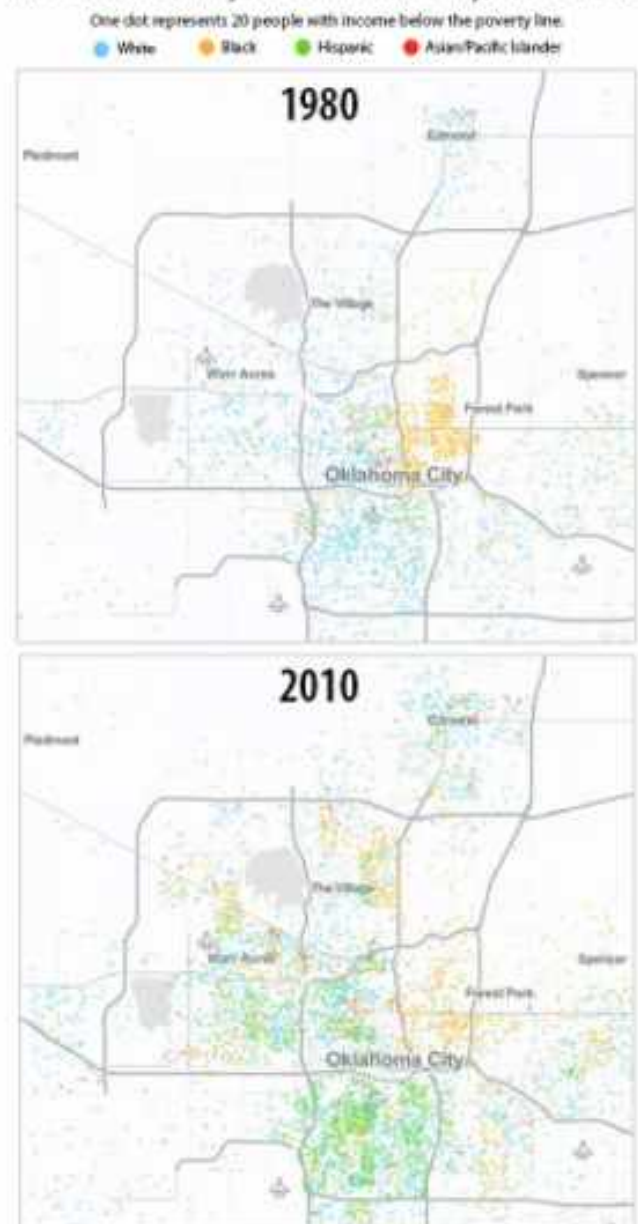 One dot represents 20 people with income below the poverty line.
White Black Hispanic Asian/Pacific Islander
1980
Edmond
Piedmont
The Village
Warr Acres
Spencer
Forest Park
Oklahoma City
2010
Edmond
Piedmont
The Village
Warr Acres
Spencer
Forest Park
Oklahoma City